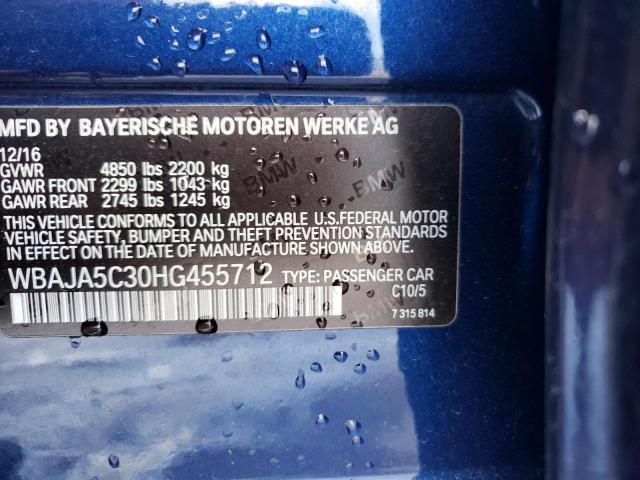 MFD BY BAYERISCHE MOTOREN WERKE AG
12/16
GVWR 4850 lbs 2200 kg
GAWR FRONT 2299 lbs 1043 kg
GAWR REAR 2745 lbs 1245 kg
THIS VEHICLE CONFORMS TO ALL APPLICABLE U.S.FEDERAL MOTOR
VEHICLE SAFETY, BUMPER AND THEFT PREVENTION STANDARDS
IN EFFECT ON THE DATE OF MANUFACTURE SHOWN ABOVE.
WBAJA5C30HG455712 TYPE: PASSENGER CAR
C10/5
7 315 814
BMW
BMW
BMW